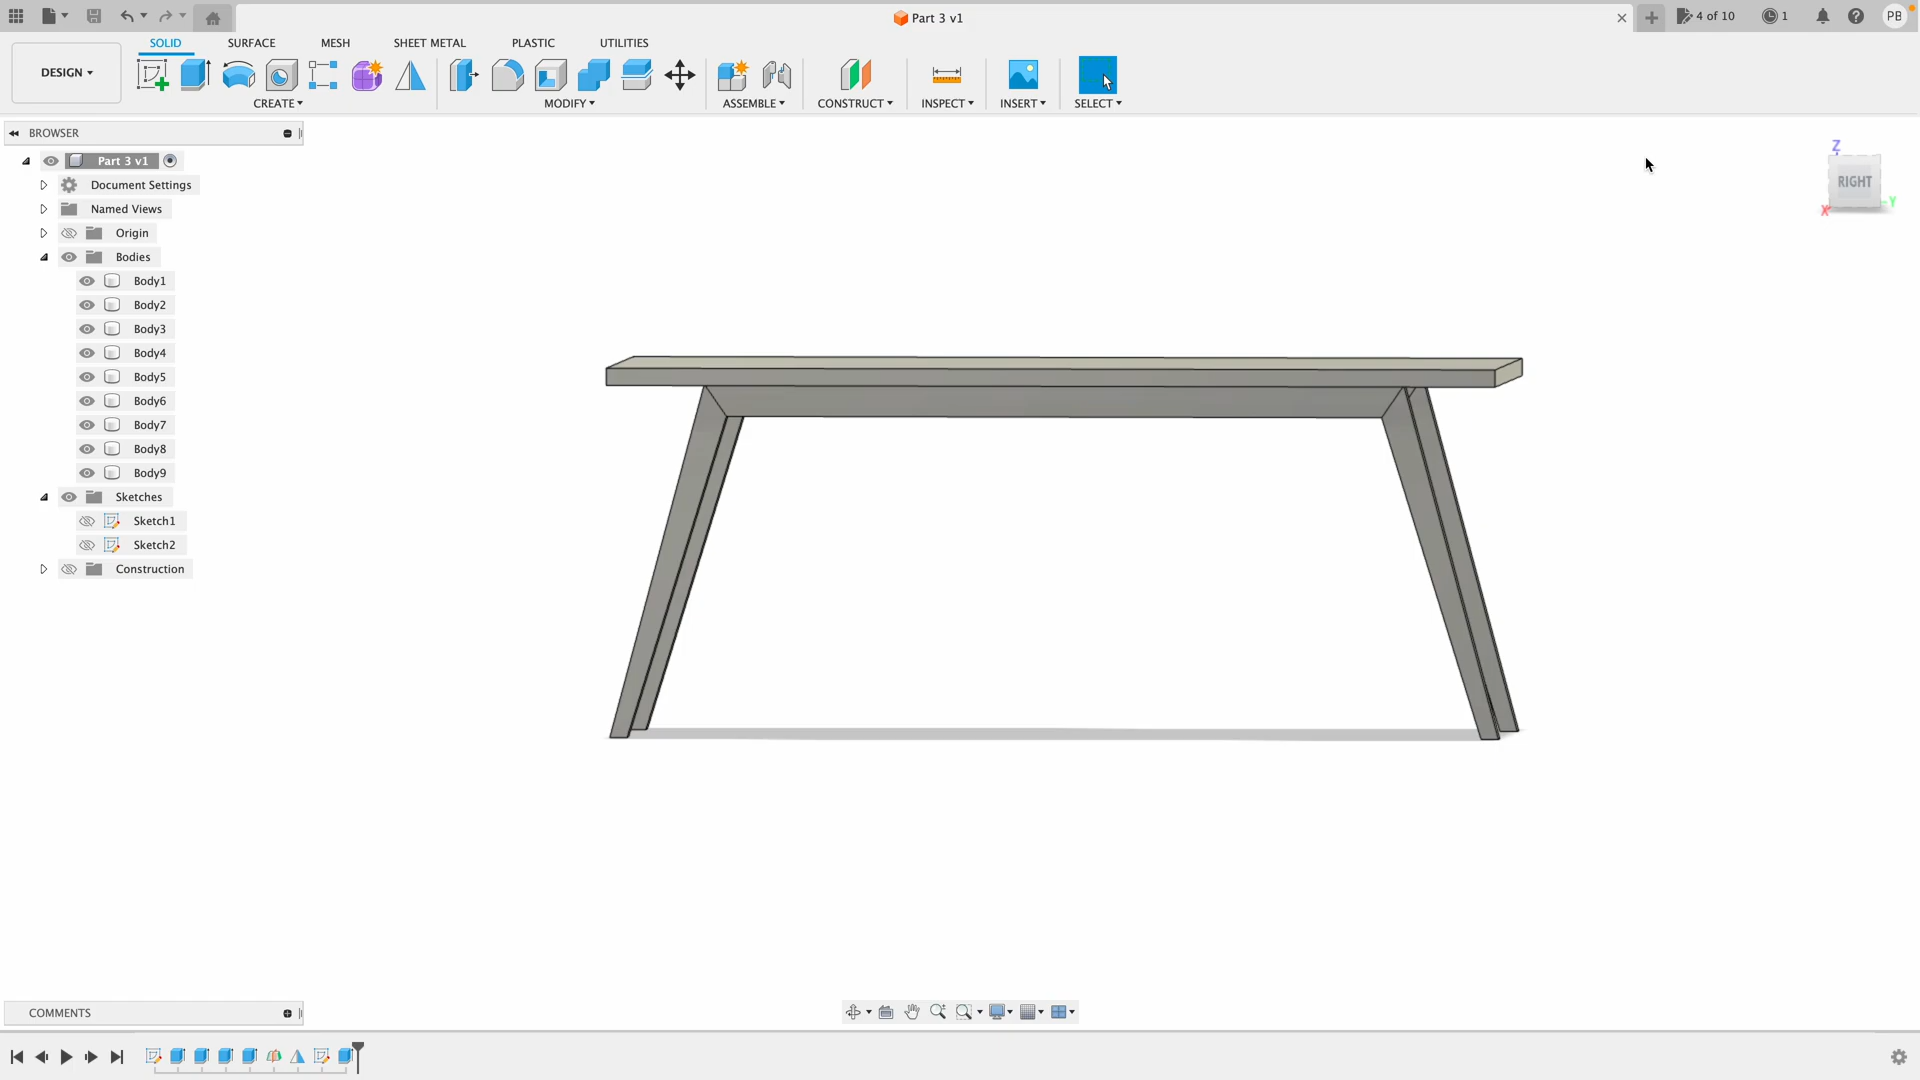 Part 3 v1
4 of 10
1
PB
DESIGN
SOLID
SURFACE
MESH
SHEET METAL
PLASTIC
UTILITIES
CREATE
MODIFY
ASSEMBLE
CONSTRUCT
INSPECT
INSERT
SELECT
BROWSER
Part 3 v1
Document Settings
Named Views
Origin
Bodies
Body1
Body2
Body3
Body4
Body5
Body6
Body7
Body8
Body9
Sketches
Sketch1
Sketch2
Construction
Z
RIGHT
X
Y
COMMENTS